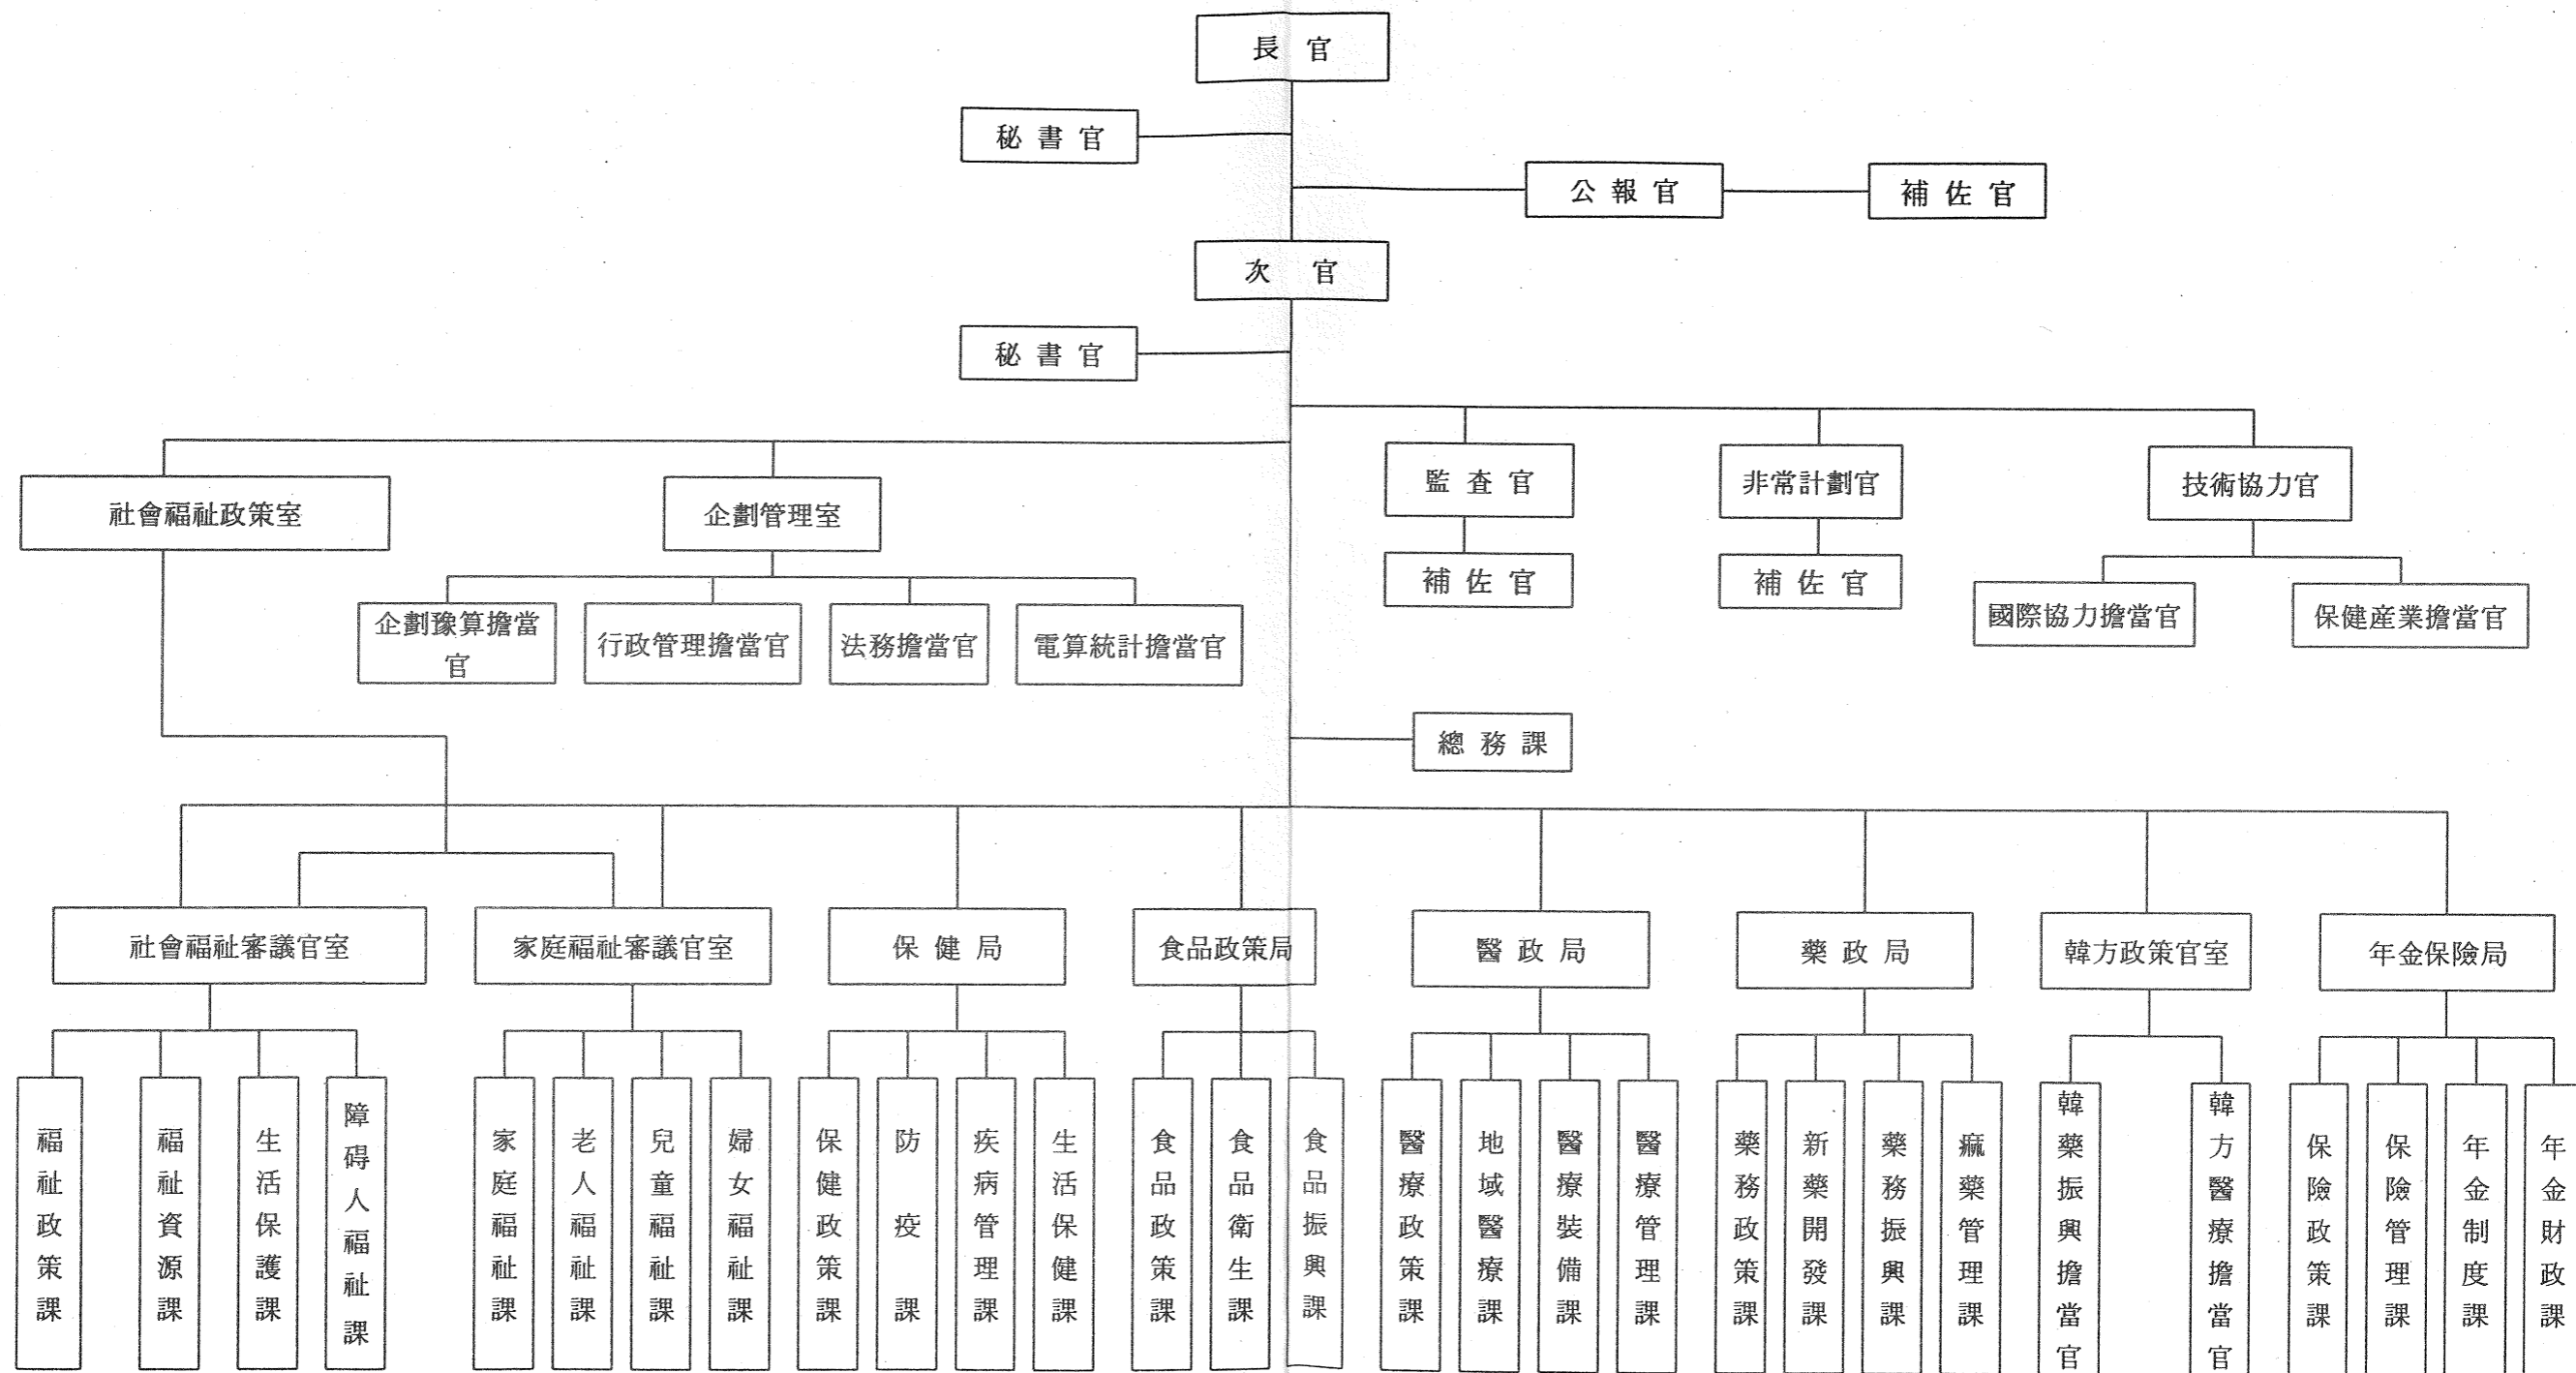 長官
秘書官
公報官
補佐官
次官
秘書官
監査官
非常計劃官
技術協力官
社會福祉政策室
企劃管理室
補佐官
補佐官
國際協力擔當官
保健産業擔當官
企劃豫算擔當
官
行政管理擔當官
法務擔當官
電算統計擔當官
總務課
社會福祉審議官室
家庭福祉審議官室
保健局
食品政策局
醫政局
藥政局
韓方政策官室
年金保險局
福祉政策課
福祉資源課
生活保護課
障碍人福祉課
家庭福祉課
老人福祉課
兒童福祉課
婦女福祉課
保健政策課
防疫課
疾病管理課
生活保健課
食品政策課
食品衛生課
食品振興課
醫療政策課
地域醫療課
醫療裝備課
醫療管理課
藥務政策課
新藥開發課
藥務振興課
痲藥管理課
韓藥振興擔當官
韓方醫療擔當官
保險政策課
保險管理課
年金制度課
年金財政課